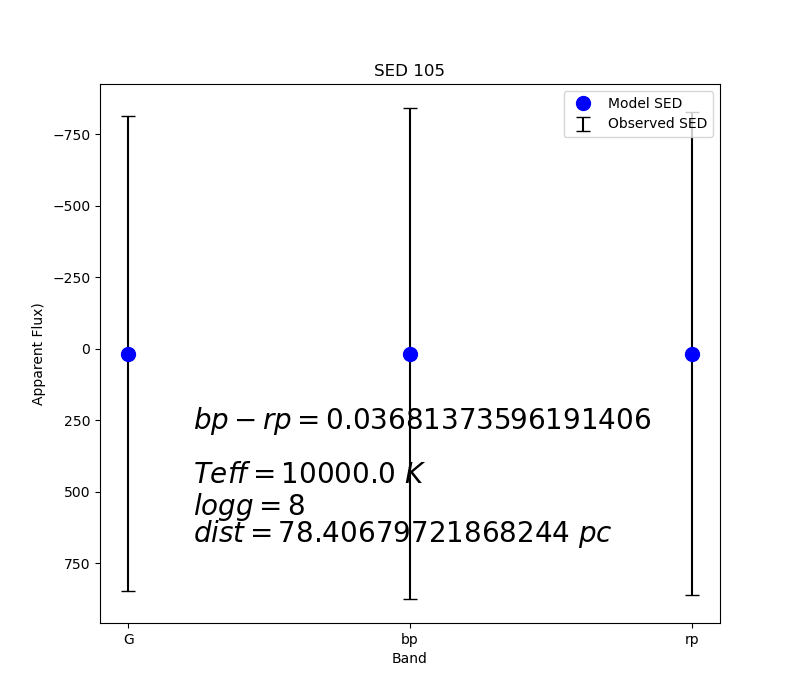 SED 105
Model SED
Observed SED
−750
−500
−250
0
250
500
750
Apparent Flux)
bp − rp = 0.03681373596191406
Teff = 10000.0 K
logg = 8
dist = 78.40679721868244 pc
G
bp
rp
Band